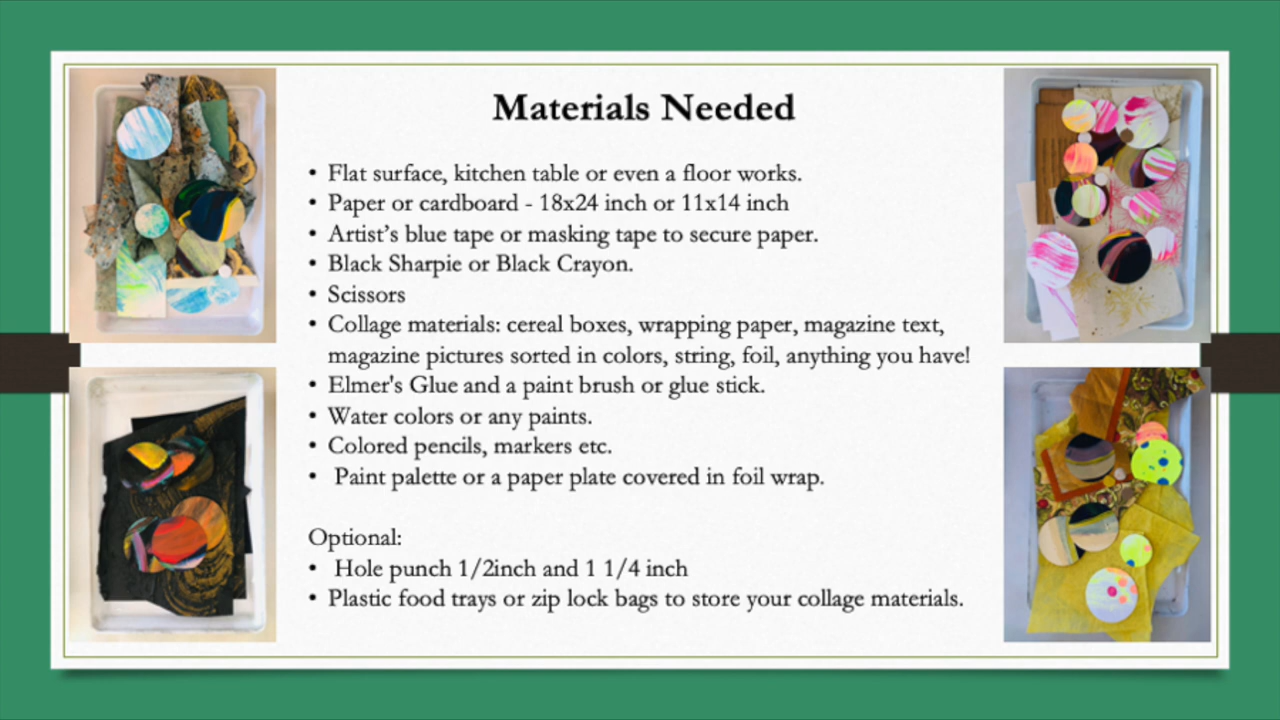 Materials Needed
• Flat surface, kitchen table or even a floor works.
• Paper or cardboard - 18x24 inch or 11x14 inch
• Artist’s blue tape or masking tape to secure paper.
• Black Sharpie or Black Crayon.
• Scissors
• Collage materials: cereal boxes, wrapping paper, magazine text,
magazine pictures sorted in colors, string, foil, anything you have!
• Elmer's Glue and a paint brush or glue stick.
• Water colors or any paints.
• Colored pencils, markers etc.
• Paint palette or a paper plate covered in foil wrap.
Optional:
• Hole punch 1/2inch and 1 1/4 inch
• Plastic food trays or zip lock bags to store your collage materials.